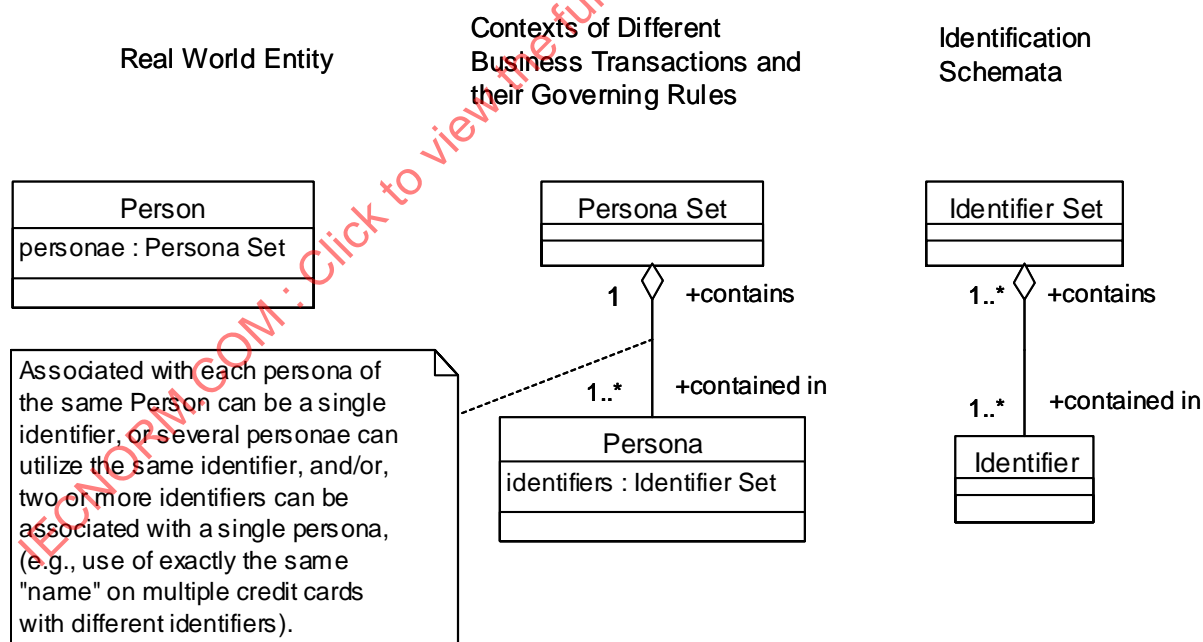 Real World Entity
Contexts of Different
Business Transactions and
their Governing Rules
Identification
Schemata
Person
personae : Persona Set
Persona Set
1
+contains
1..*
+contained in
Persona
identifiers : Identifier Set
Identifier Set
1..*
+contains
1..*
+contained in
Identifier
Associated with each persona of
the same Person can be a single
identifier, or several personae can
utilize the same identifier, and/or,
two or more identifiers can be
associated with a single persona,
(e.g., use of exactly the same
"name" on multiple credit cards
with different identifiers).
IECNORM.COM : Click to view the